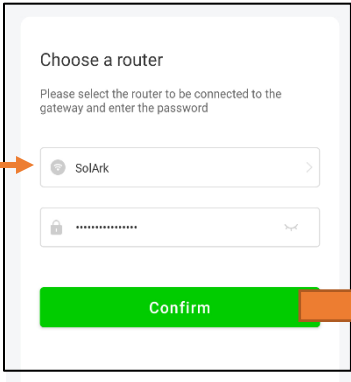 Choose a router
Please select the router to be connected to the
gateway and enter the password
SolArk
••••••••••••••••
Confirm